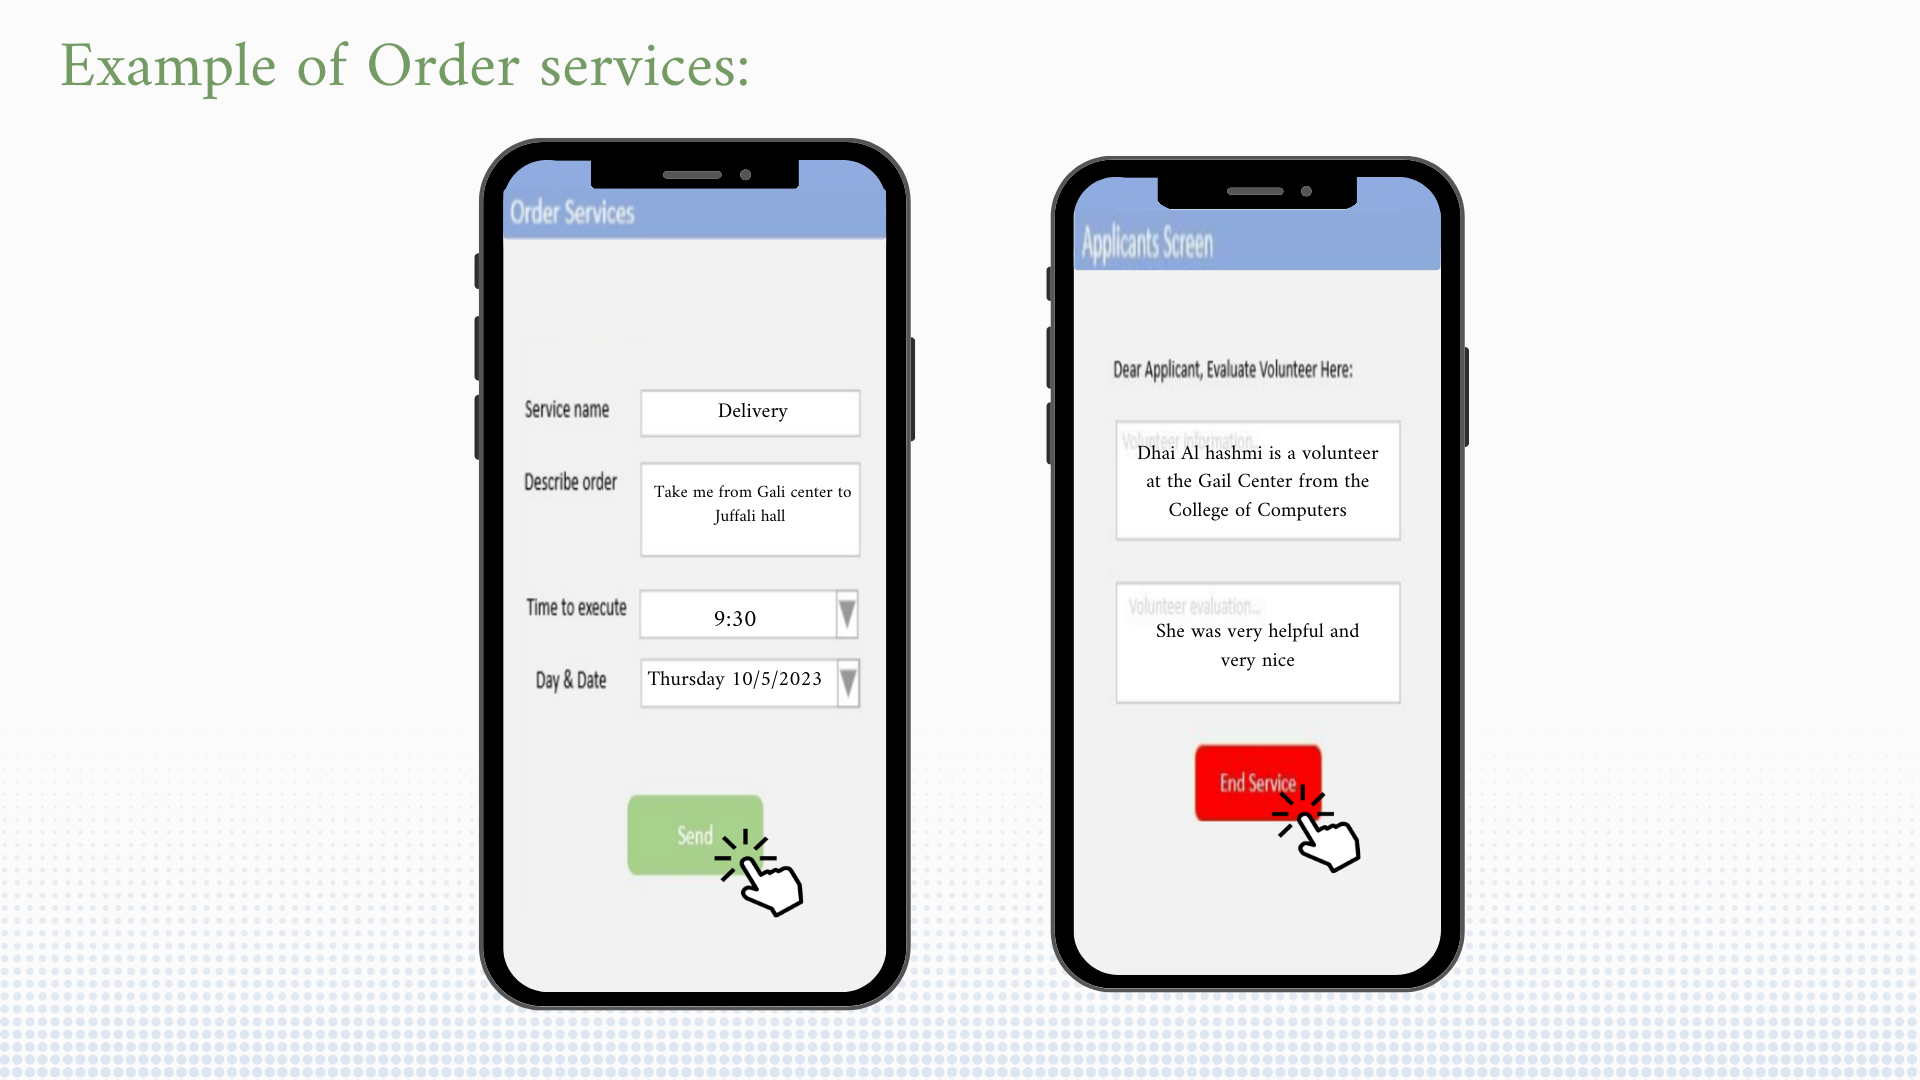 Example of Order services:
Order Services
Service name
Delivery
Describe order
Take me from Gali center to
Juffali hall
Time to execute
9:30
Day & Date
Thursday 10/5/2023
Send
Applicants Screen
Dear Applicant, Evaluate Volunteer Here:
Volunteer information...
Dhai Al hashmi is a volunteer
at the Gail Center from the
College of Computers
Volunteer evaluation...
She was very helpful and
very nice
End Service